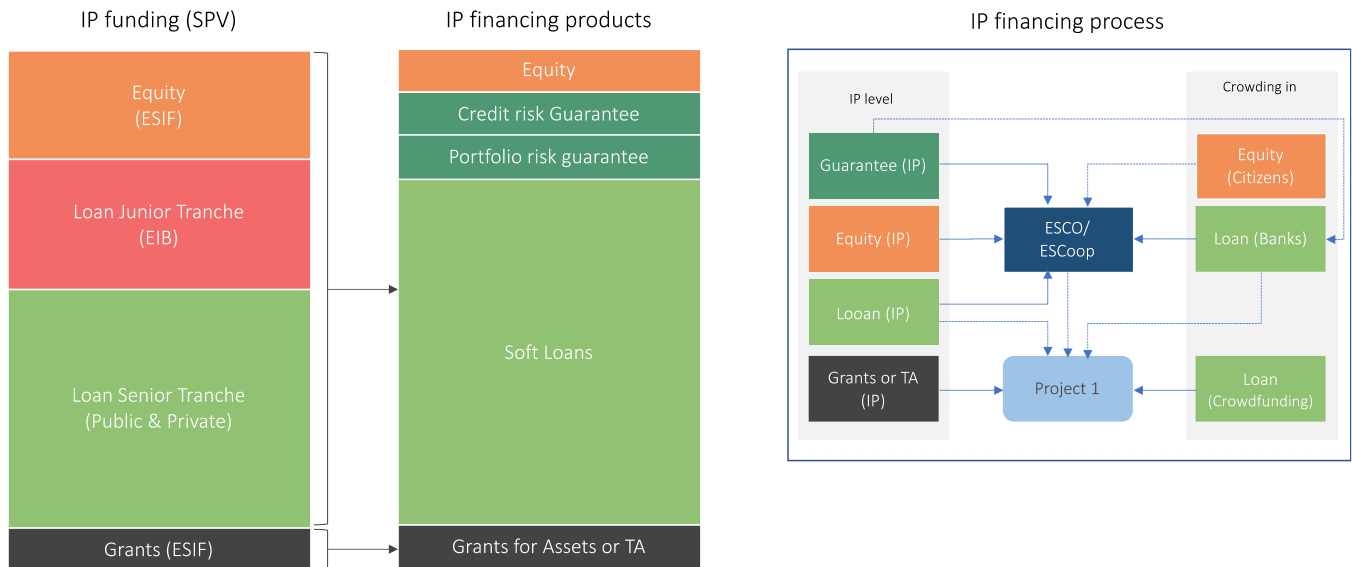 IP funding (SPV)
Equity
(ESIF)
Loan Junior Tranche
(EIB)
Loan Senior Tranche
(Public & Private)
Grants (ESIF)
IP financing products
Equity
Credit risk Guarantee
Portfolio risk guarantee
Soft Loans
Grants for Assets or TA
IP financing process
IP level
Guarantee (IP)
Equity (IP)
Looan (IP)
Grants or TA
(IP)
ESCO/
ESCoop
Project 1
Crowding in
Equity
(Citizens)
Loan (Banks)
Loan
(Crowdfunding)